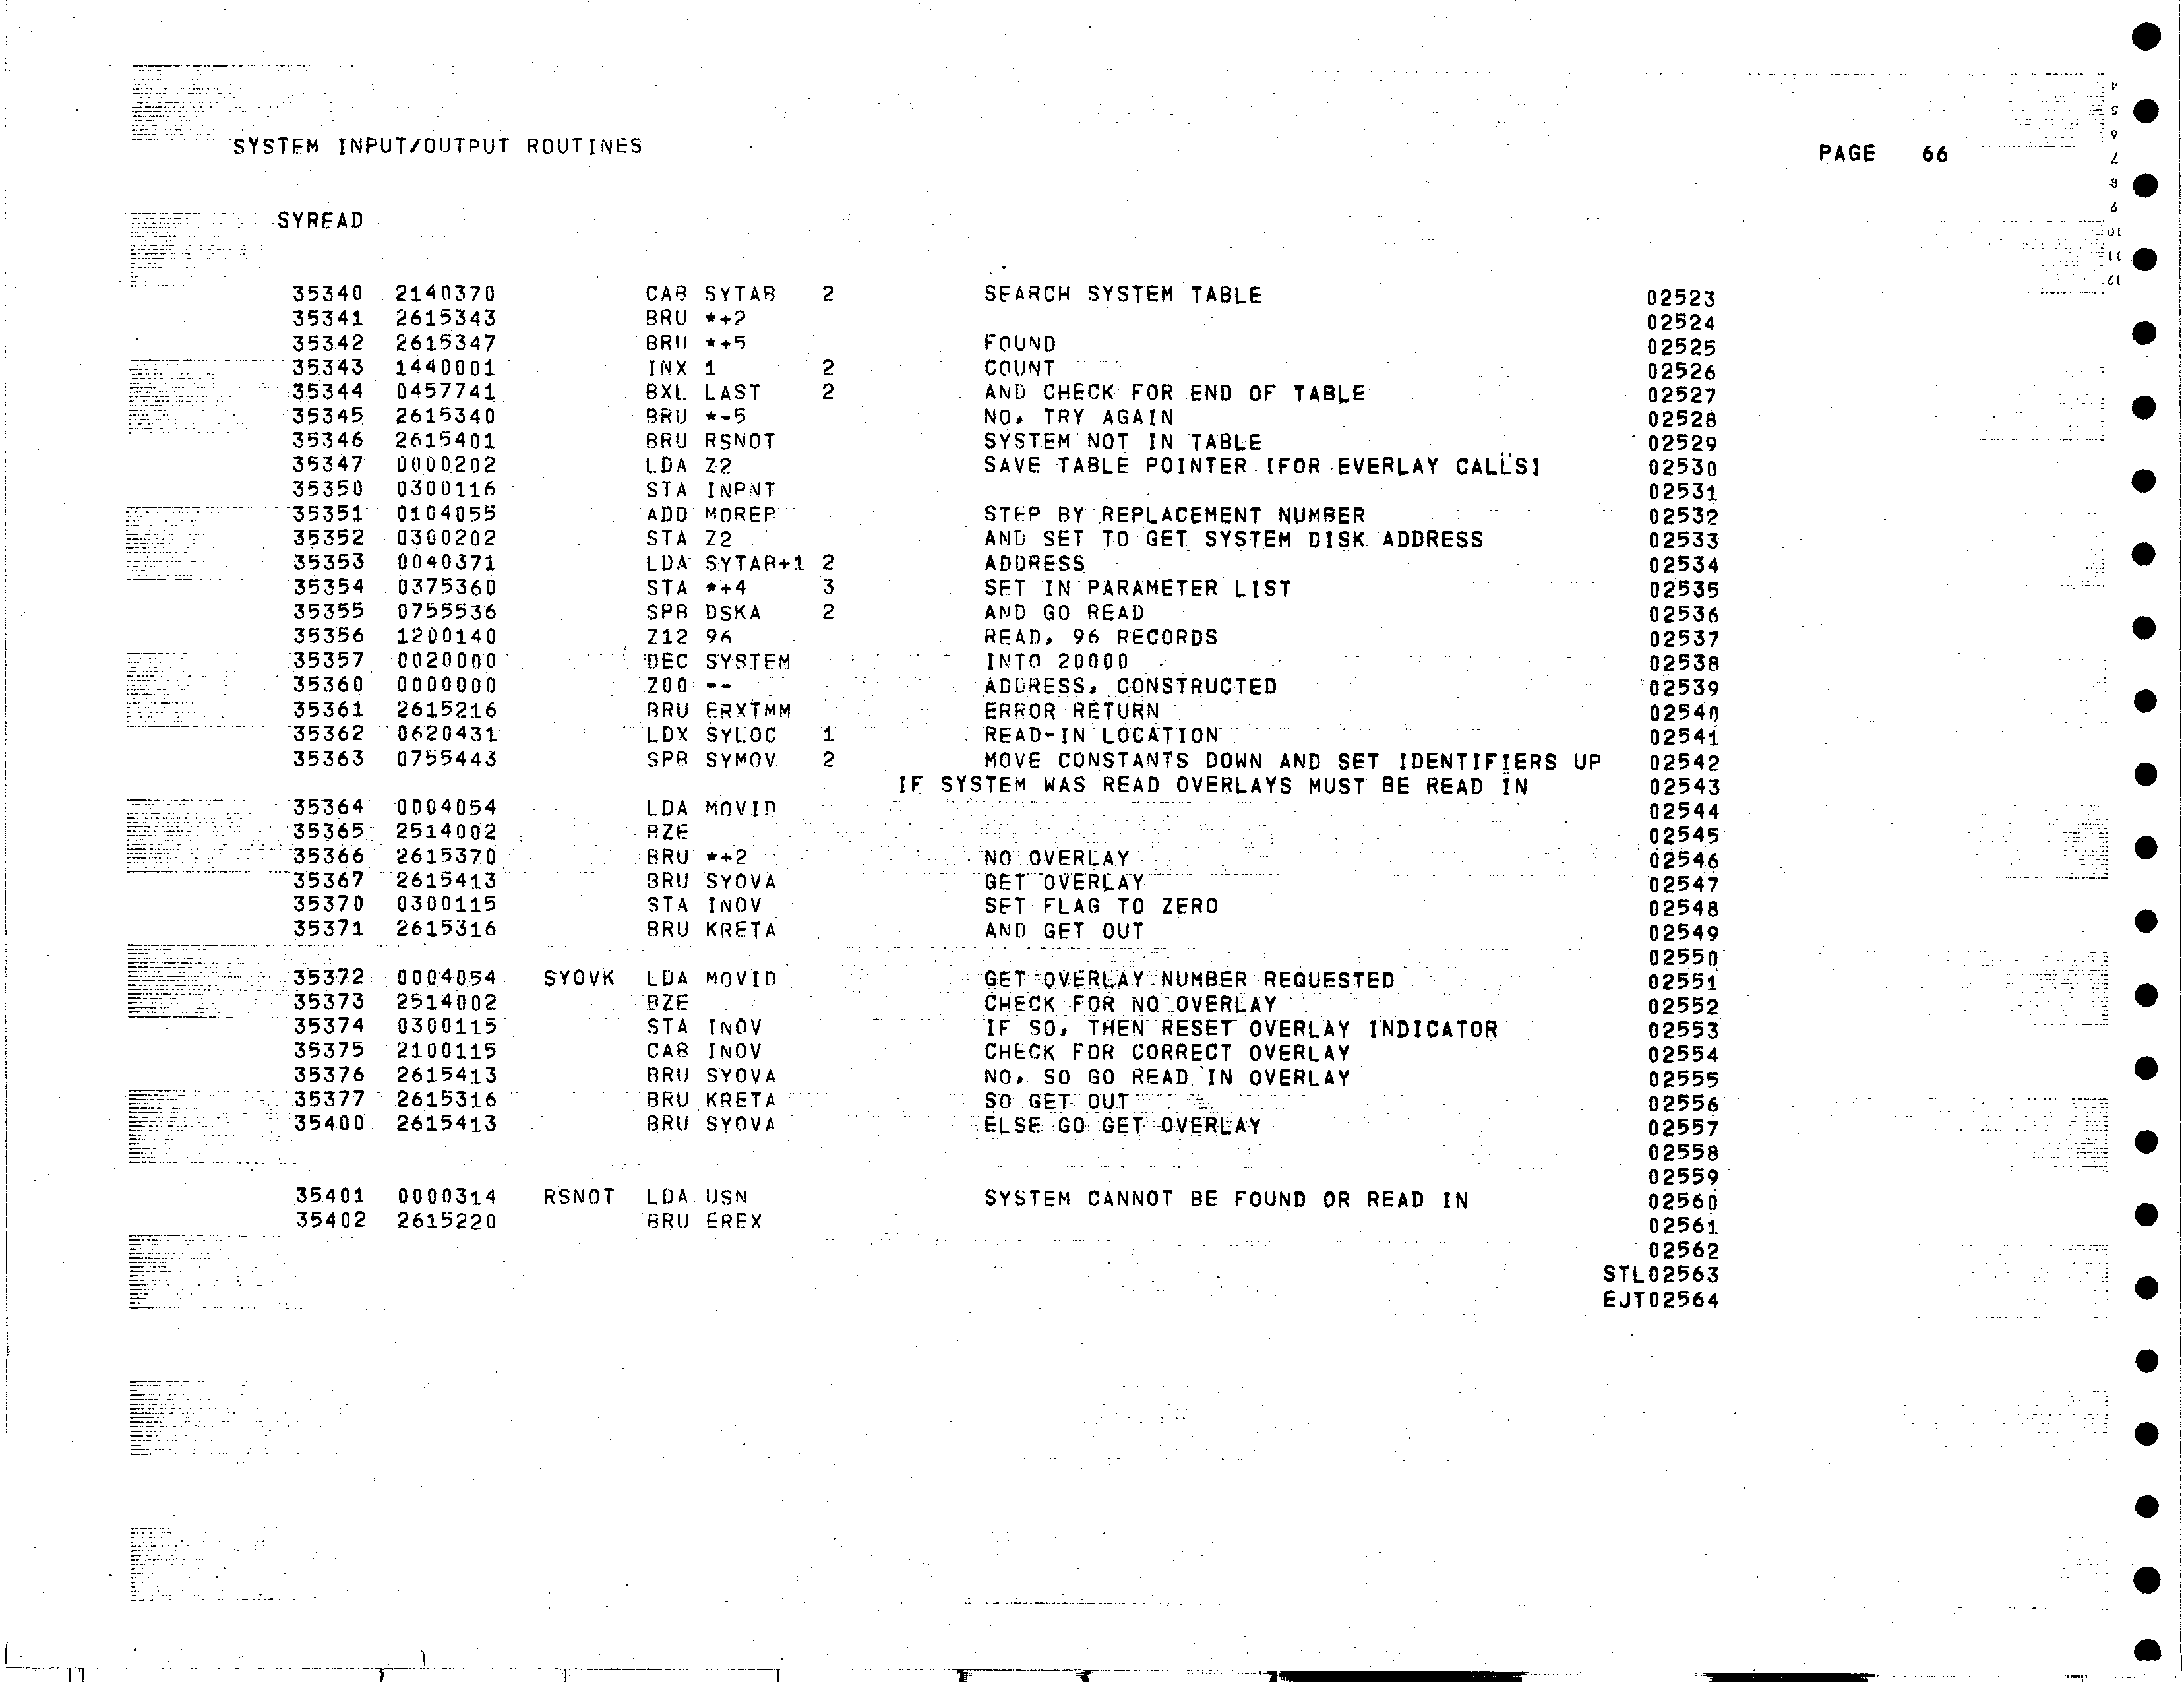 SYSTEM INPUT/OUTPUT ROUTINES PAGE 66
SYREAD
35340 2140370 CAB SYTAB 2 SEARCH SYSTEM TABLE 02523
35341 2615343 BRU *+2 02524
35342 2615347 BRU *+5 FOUND 02525
35343 1440001 INX 1 2 COUNT 02526
35344 0457741 BXL LAST 2 AND CHECK FOR END OF TABLE 02527
35345 2615340 BRU *-5 NO, TRY AGAIN 02528
35346 2615401 BRU RSNOT SYSTEM NOT IN TABLE 02529
35347 0000202 LDA Z2 SAVE TABLE POINTER [FOR EVERLAY CALLS] 02530
35350 0300116 STA INPNT 02531
35351 0104055 ADD MOREP STEP BY REPLACEMENT NUMBER 02532
35352 0300202 STA Z2 AND SET TO GET SYSTEM DISK ADDRESS 02533
35353 0040371 LDA SYTAB+1 2 ADDRESS 02534
35354 0375360 STA *+4 3 SET IN PARAMETER LIST 02535
35355 0755536 SPB DSKA 2 AND GO READ 02536
35356 1200140 Z12 96 READ, 96 RECORDS 02537
35357 0020000 DEC SYSTEM INTO 20000 02538
35360 0000000 Z00 -- ADDRESS, CONSTRUCTED 02539
35361 2615216 BRU ERXTMM ERROR RETURN 02540
35362 0620431 LDX SYLOC 1 READ-IN LOCATION 02541
35363 0755443 SPB SYMOV 2 MOVE CONSTANTS DOWN AND SET IDENTIFIERS UP 02542
IF SYSTEM WAS READ OVERLAYS MUST BE READ IN 02543
35364 0004054 LDA MOVID 02544
35365 2514002 BZE 02545
35366 2615370 BRU *+2 NO OVERLAY 02546
35367 2615413 BRU SYOVA GET OVERLAY 02547
35370 0300115 STA INOV SET FLAG TO ZERO 02548
35371 2615316 BRU KRETA AND GET OUT 02549
02550
35372 0004054 SYOVK LDA MOVID GET OVERLAY NUMBER REQUESTED 02551
35373 2514002 BZE CHECK FOR NO OVERLAY 02552
35374 0300115 STA INOV IF SO, THEN RESET OVERLAY INDICATOR 02553
35375 2100115 CAB INOV CHECK FOR CORRECT OVERLAY 02554
35376 2615413 BRU SYOVA NO, SO GO READ IN OVERLAY 02555
35377 2615316 BRU KRETA SO GET OUT 02556
35400 2615413 BRU SYOVA ELSE GO GET OVERLAY 02557
02558
02559
35401 0000314 RSNOT LDA USN SYSTEM CANNOT BE FOUND OR READ IN 02560
35402 2615220 BRU EREX 02561
02562
STL02563
EJT02564